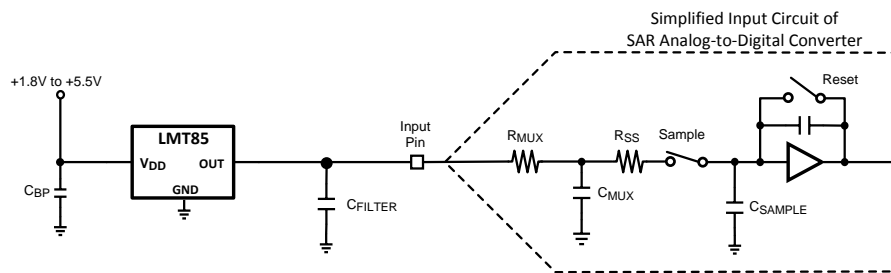 Simplified Input Circuit of
SAR Analog-to-Digital Converter
+1.8V to +5.5V
LMT85
VDD
OUT
GND
CBP
CFILTER
Input
Pin
RMUX
RSS
Sample
Reset
CMUX
CSAMPLE